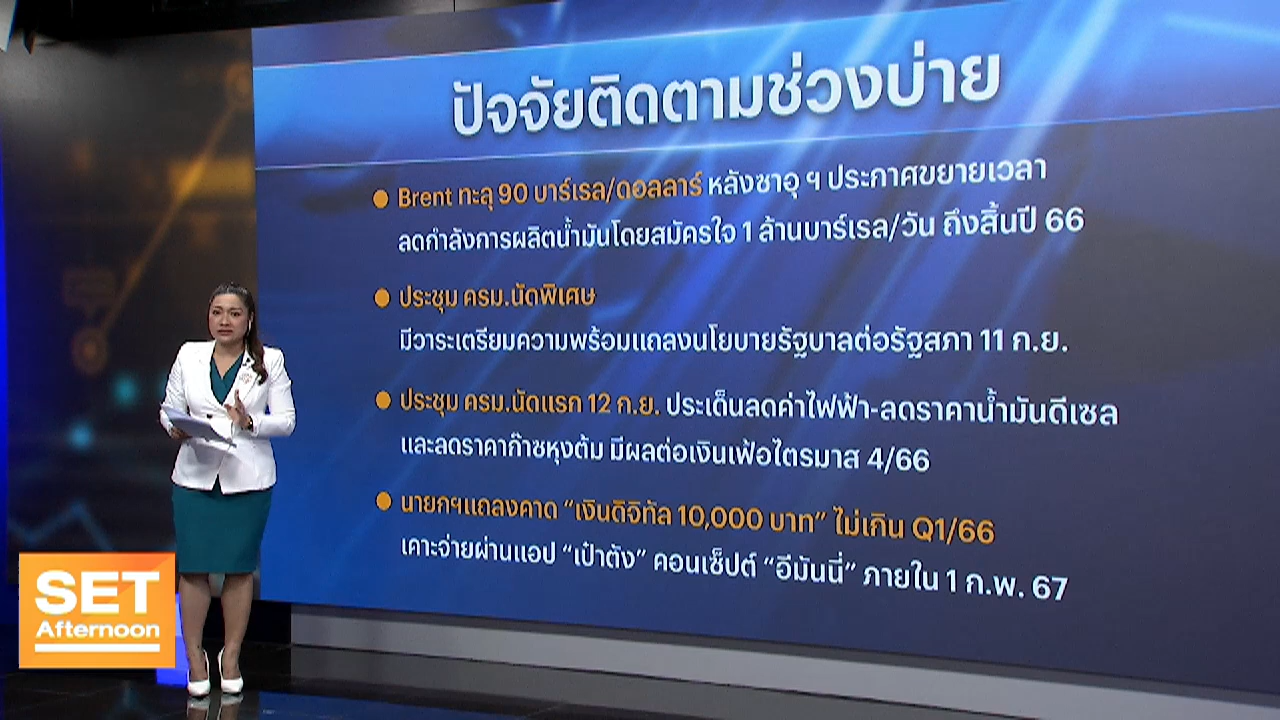 ปัจจัยติดตามช่วงบ่าย
Brent ทะลุ 90 บาร์เรล/ดอลลาร์ หลังซาอุ ฯ ประกาศขยายเวลา
ลดกำลังการผลิตน้ำมันโดยสมัครใจ 1 ล้านบาร์เรล/วัน ถึงสิ้นปี 66
ประชุม ครม.นัดพิเศษ
มีวาระเตรียมความพร้อมแถลงนโยบายรัฐบาลต่อรัฐสภา 11 ก.ย.
ประชุม ครม.นัดแรก 12 ก.ย. ประเด็นลดค่าไฟฟ้า-ลดราคาน้ำมันดีเซล
และลดราคาก๊าซหุงต้ม มีผลต่อเงินเฟ้อไตรมาส 4/66
นายกฯแถลงคาด “เงินดิจิทัล 10,000 บาท” ไม่เกิน Q1/66
เคาะจ่ายผ่านแอป “เป๋าตัง” คอนเซ็ปต์ “อีมันนี่” ภายใน 1 ก.พ. 67
SET
Afternoon